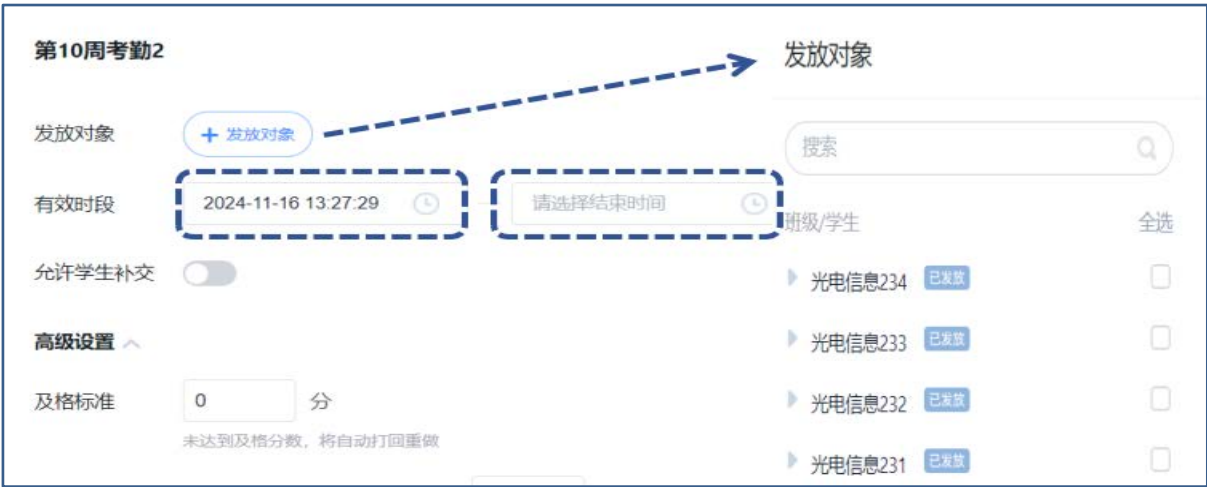 第10周考勤2
发放对象
+ 发放对象
有效时段
2024-11-16 13:27:29
请选择结束时间
允许学生补交
高级设置
及格标准
0
分
未达到及格分数，将自动打回重做
发放对象
搜索
班级/学生
全选
光电信息234 已发放
光电信息233 已发放
光电信息232 已发放
光电信息231 已发放